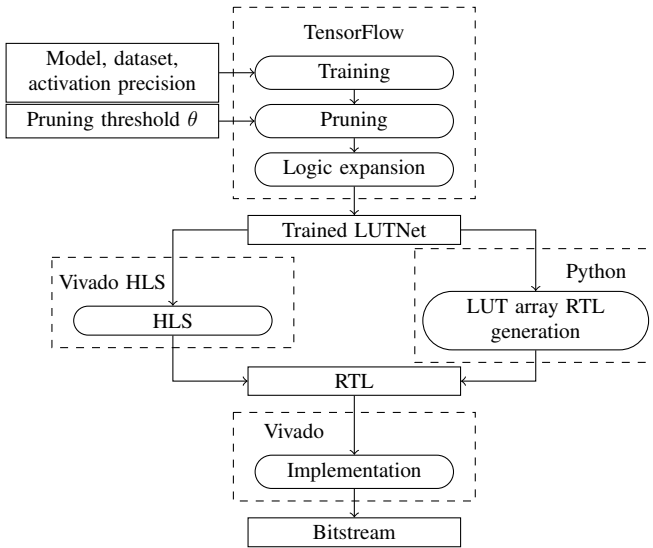 TensorFlow
Model, dataset,
activation precision
Training
Pruning threshold θ
Pruning
Logic expansion
Trained LUTNet
Vivado HLS
HLS
Python
LUT array RTL
generation
RTL
Vivado
Implementation
Bitstream